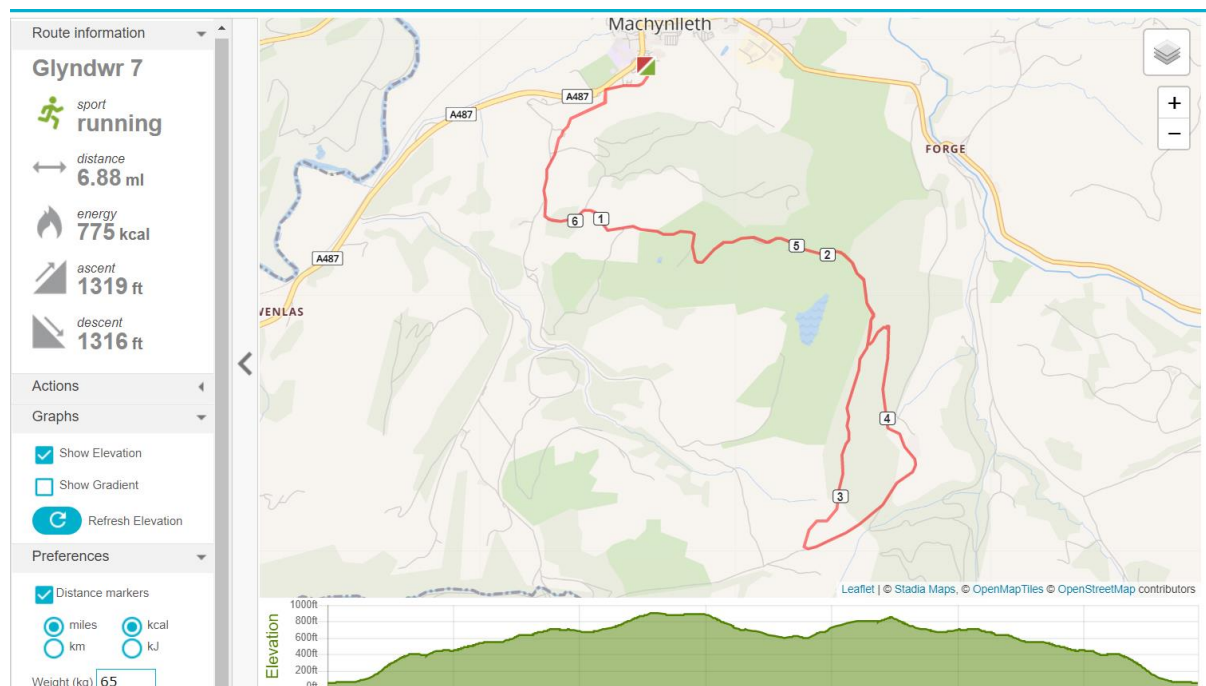 Route information
Glyndwr 7
sport
running
distance
6.88 ml
energy
775 kcal
ascent
1319 ft
descent
1316 ft
Actions
Graphs
Show Elevation
Show Gradient
Refresh Elevation
Preferences
Distance markers
miles
kcal
km
kJ
Weight (kg) 65
Machynlleth
A487
A487
FORGE
6
1
5
2
A487
VENLAS
4
3
+
−
Leaflet | © Stadia Maps, © OpenMapTiles © OpenStreetMap contributors
Elevation
1000ft
800ft
600ft
400ft
200ft
0ft